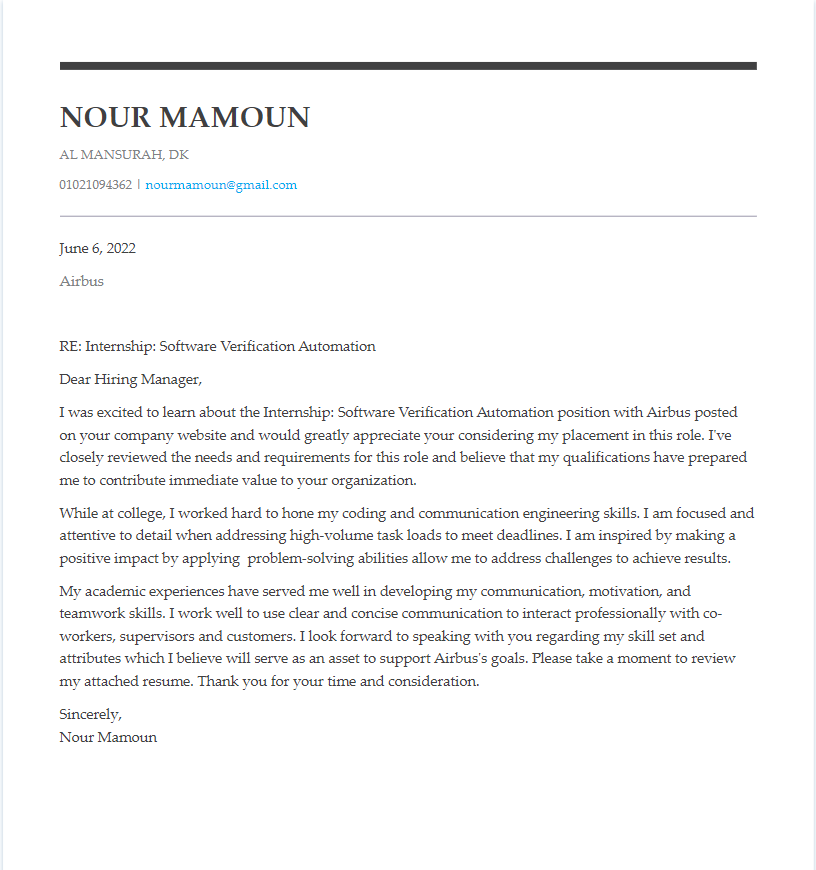 NOUR MAMOUN
AL MANSURAH, DK
01021094362 | nourmamoun@gmail.com
June 6, 2022
Airbus
RE: Internship: Software Verification Automation
Dear Hiring Manager,
I was excited to learn about the Internship: Software Verification Automation position with Airbus posted
on your company website and would greatly appreciate your considering my placement in this role. I've
closely reviewed the needs and requirements for this role and believe that my qualifications have prepared
me to contribute immediate value to your organization.
While at college, I worked hard to hone my coding and communication engineering skills. I am focused and
attentive to detail when addressing high-volume task loads to meet deadlines. I am inspired by making a
positive impact by applying  problem-solving abilities allow me to address challenges to achieve results.
My academic experiences have served me well in developing my communication, motivation, and
teamwork skills. I work well to use clear and concise communication to interact professionally with co-
workers, supervisors and customers. I look forward to speaking with you regarding my skill set and
attributes which I believe will serve as an asset to support Airbus's goals. Please take a moment to review
my attached resume. Thank you for your time and consideration.
Sincerely,
Nour Mamoun